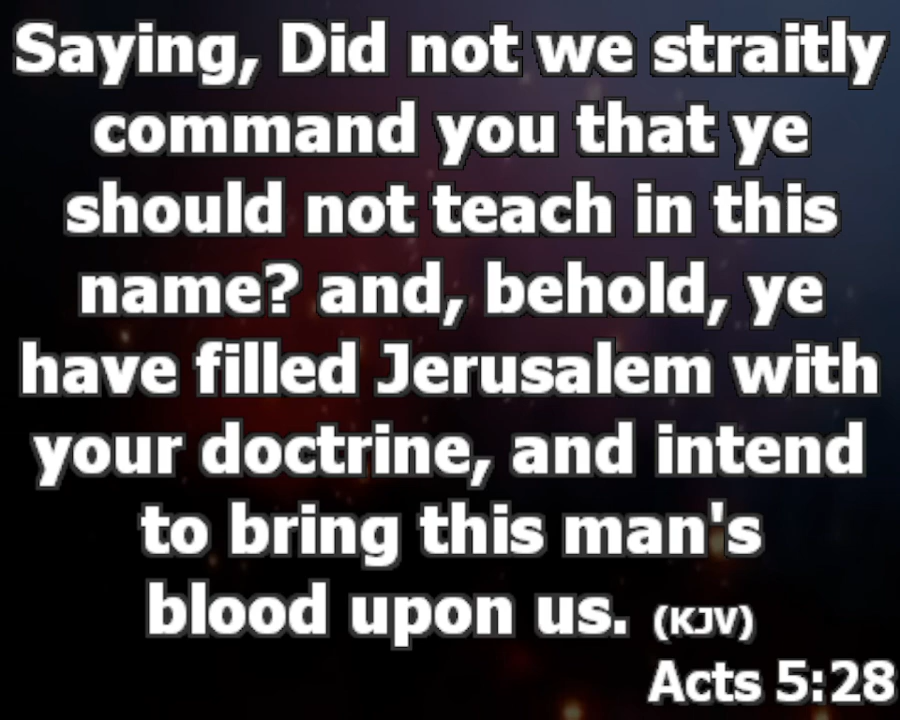 Saying, Did not we straitly
command you that ye
should not teach in this
name? and, behold, ye
have filled Jerusalem with
your doctrine, and intend
to bring this man's
blood upon us. (KJV)
Acts 5:28